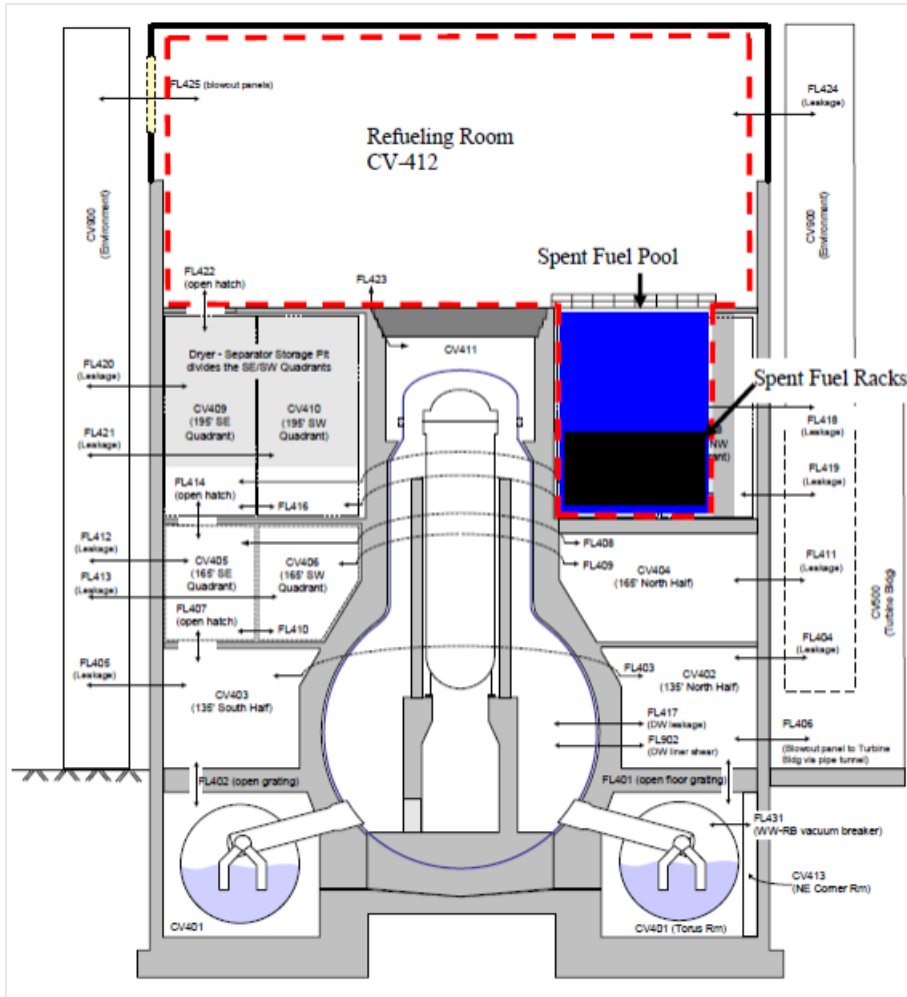 FL425 (blowout panels)
FL424
(Leakage)
Refueling Room
CV-412
CV900
(Environment)
CV900
(Environment)
Spent Fuel Pool
FL422
(open hatch)
FL423
CV411
Dryer - Separator Storage Pit
divides the SE/SW Quadrants
FL420
(Leakage)
Spent Fuel Racks
CV409
(195' SE
Quadrant)
CV410
(195' SW
Quadrant)
FL418
(Leakage)
FL421
(Leakage)
NW
FL414
(open hatch)
FL419
(Leakage)
FL416
FL412
(Leakage)
FL408
CV405
(165' SE
Quadrant)
CV406
(165' SW
Quadrant)
FL409
CV404
(165' North Half)
FL411
(Leakage)
FL413
(Leakage)
FL407
(open hatch)
FL410
CV500
(Turbine Bldg)
FL404
(Leakage)
FL405
(Leakage)
FL403
CV402
(135' North Half)
CV403
(135' South Half)
FL417
(DW leakage)
FL902
(DW liner shear)
FL406
(Blowout panel to Turbine
Bldg via pipe tunnel)
FL402 (open grating)
FL401 (open floor grating)
FL431
(WW-RB vacuum breaker)
CV413
(NE Corner Rm)
CV401
CV401 (Torus Rm)